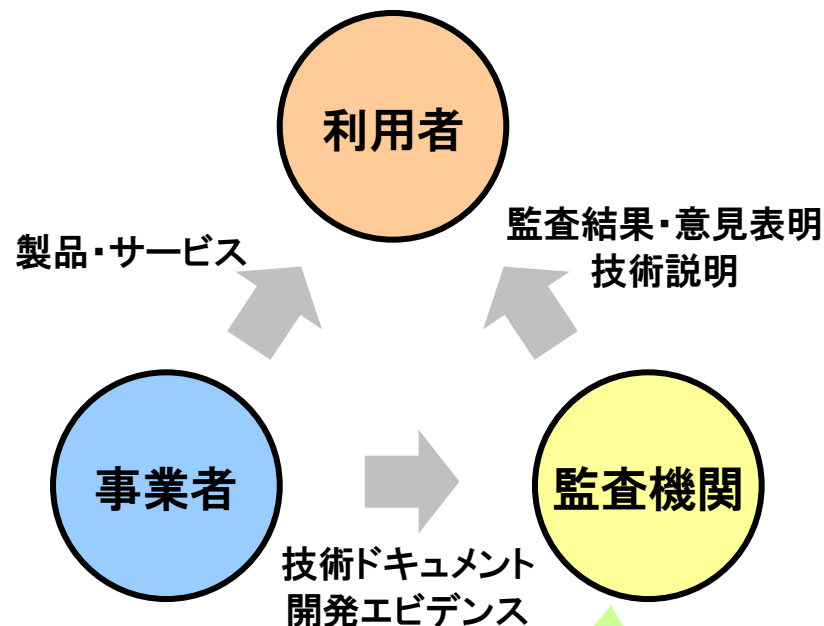 利用者
製品・サービス
監査結果・意見表明
技術説明
事業者
監査機関
技術ドキュメント
開発エビデンス